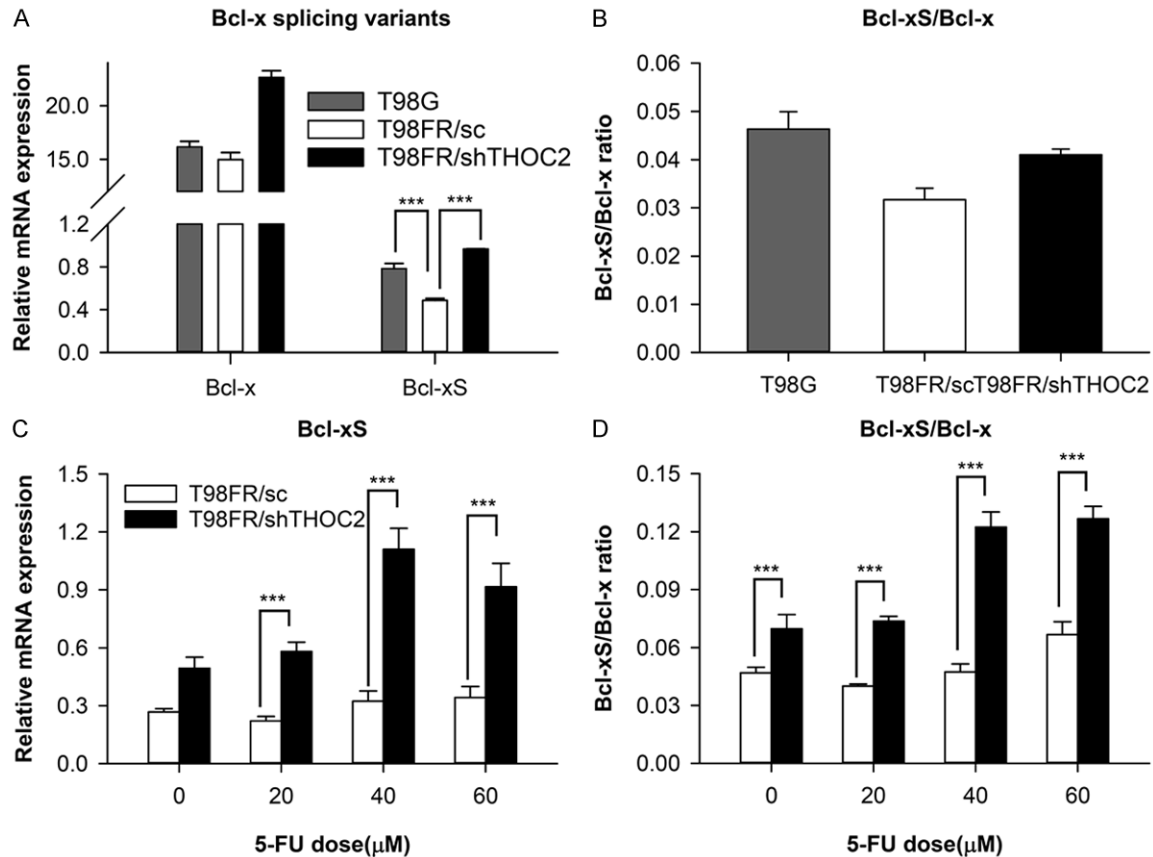 A
Bcl-x splicing variants
Relative mRNA expression
20.0
15.0
1.2
0.8
0.4
0.0
T98G
T98FR/sc
T98FR/shTHOC2
*** ***
Bcl-x Bcl-xS
B
Bcl-xS/Bcl-x
Bcl-xS/Bcl-x ratio
0.06
0.05
0.04
0.03
0.02
0.01
0.00
T98G T98FR/scT98FR/shTHOC2
C
Bcl-xS
Relative mRNA expression
1.5
1.2
0.9
0.6
0.3
0.0
T98FR/sc
T98FR/shTHOC2
*** *** ***
0 20 40 60
5-FU dose(μM)
D
Bcl-xS/Bcl-x
Bcl-xS/Bcl-x ratio
0.15
0.12
0.09
0.06
0.03
0.00
*** *** *** ***
0 20 40 60
5-FU dose(μM)